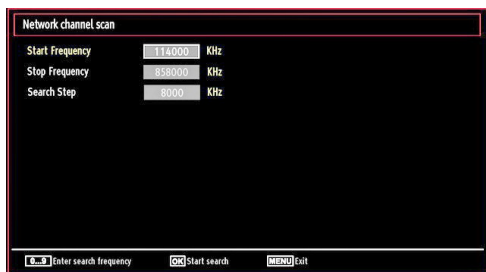 Network channel scan
Start Frequency 114000 KHz
Stop Frequency 858000 KHz
Search Step 8000 KHz
0...9 Enter search frequency OK Start search MENU Exit